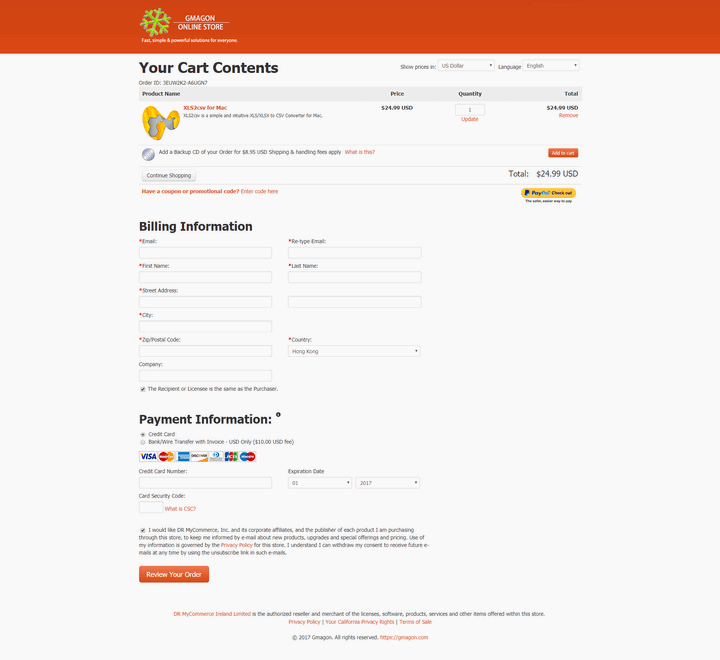 GMAGON
ONLINE STORE
Fast, simple & powerful solutions for everyone.
Your Cart Contents
Show prices in: US Dollar Language English
Order ID: 3EUW2K2-A6UGN7
Product Name Price Quantity Total
XLS2csv for Mac $24.99 USD 1 $24.99 USD
XLS2csv is a simple and intuitive XLS/XLSX to CSV Converter for Mac.
Update Remove
Add a Backup CD of your Order for $8.95 USD Shipping & handling fees apply What is this? Add to cart
Continue Shopping Total: $24.99 USD
Have a coupon or promotional code? Enter code here
PayPal Check out
The safer, easier way to pay
Billing Information
*Email: *Re-type Email:
*First Name: *Last Name:
*Street Address:
*City:
*Zip/Postal Code: *Country:
Hong Kong
Company:
The Recipient or Licensee is the same as the Purchaser.
Payment Information:
Credit Card
Bank/Wire Transfer with Invoice - USD Only ($10.00 USD fee)
VISA MasterCard DISCOVER JCB Maestro
Credit Card Number: Expiration Date
01 2017
Card Security Code:
What is CSC?
I would like DR MyCommerce, Inc. and its corporate affiliates, and the publisher of each product I am purchasing
through this store, to keep me informed by e-mail about new products, upgrades and special offerings and pricing. Use of
my information is governed by the Privacy Policy for this store. I understand I can withdraw my consent to receive future e-
mails at any time by using the unsubscribe link in such e-mails.
Review Your Order
DR MyCommerce Ireland Limited is the authorized reseller and merchant of the licenses, software, products, services and other items offered within this store.
Privacy Policy | Your California Privacy Rights | Terms of Sale
© 2017 Gmagon. All rights reserved. https://gmagon.com